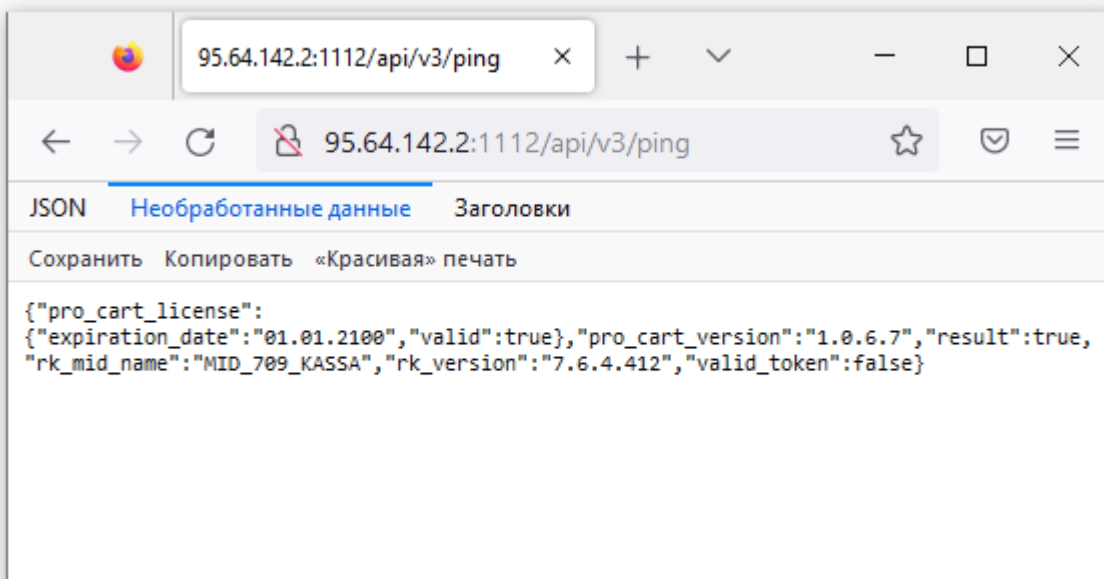 95.64.142.2:1112/api/v3/ping
95.64.142.2:1112/api/v3/ping
JSON Необработанные данные Заголовки
Сохранить Копировать «Красивая» печать
{"pro_cart_license":
{"expiration_date":"01.01.2100","valid":true},"pro_cart_version":"1.0.6.7","result":true,
"rk_mid_name":"MID_709_KASSA","rk_version":"7.6.4.412","valid_token":false}